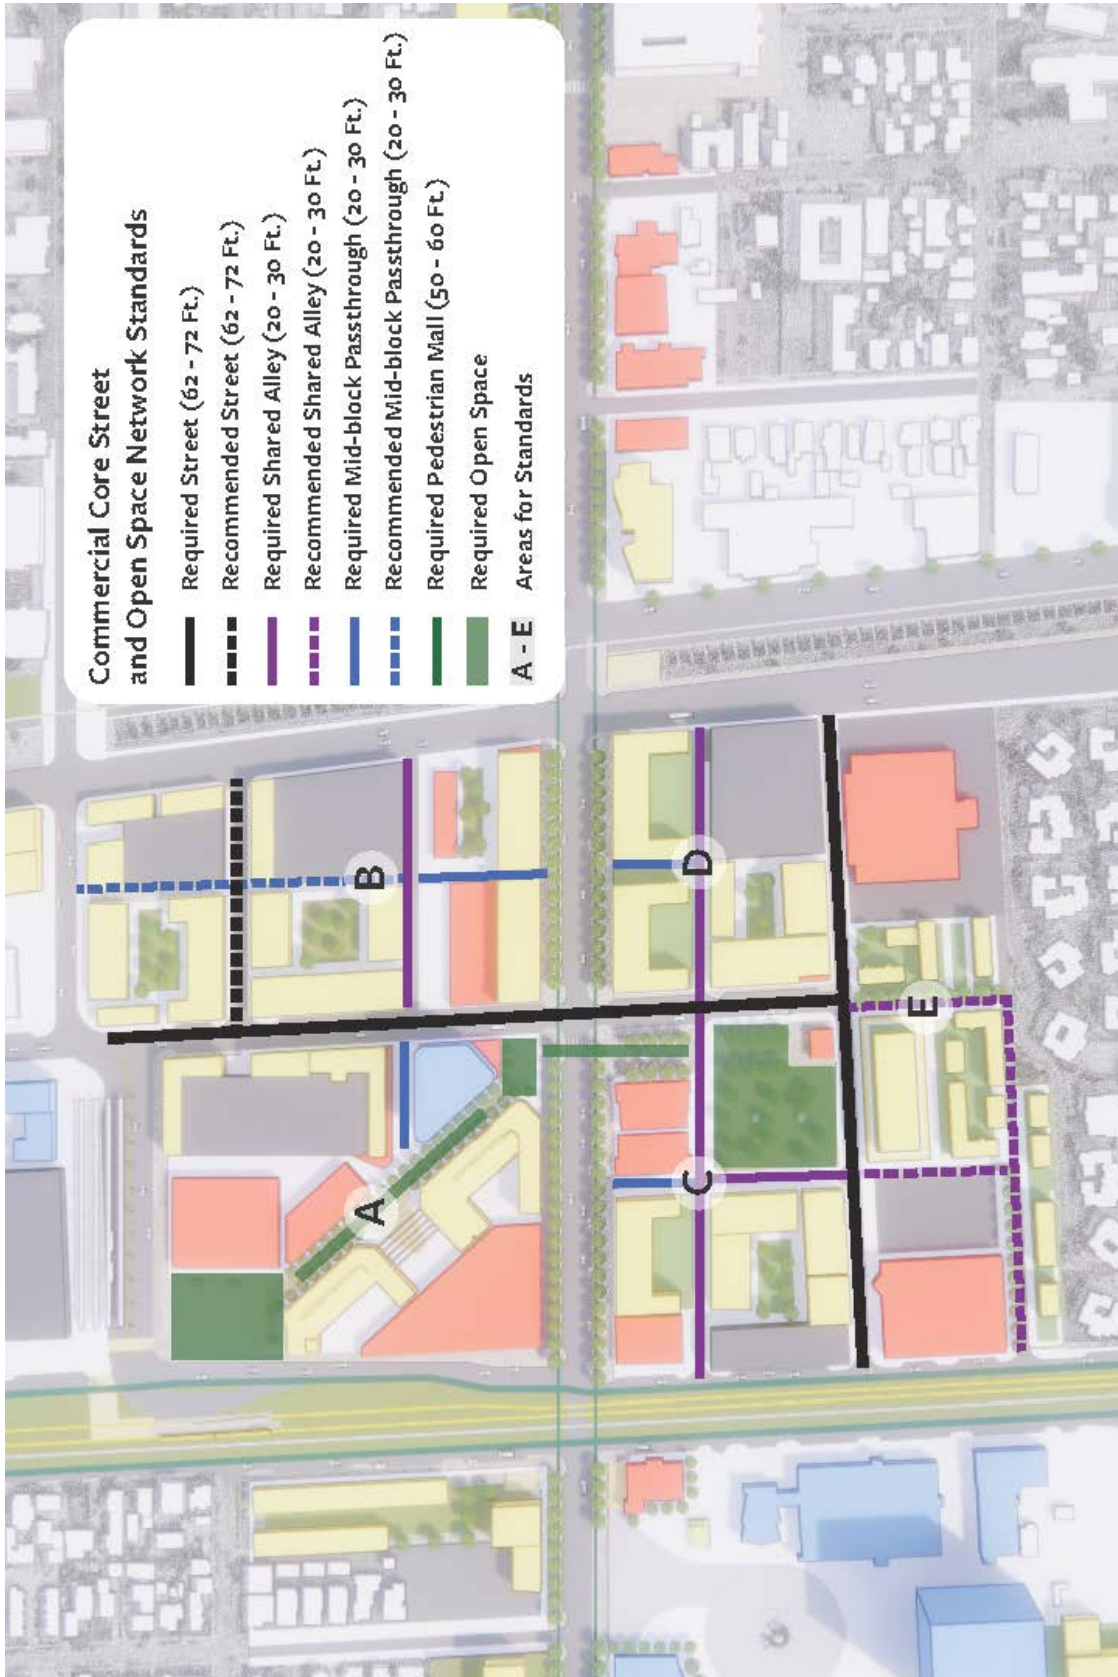 Commercial Core Street
and Open Space Network Standards
Required Street (62 - 72 Ft.)
Recommended Street (62 - 72 Ft.)
Required Shared Alley (20 - 30 Ft.)
Recommended Shared Alley (20 - 30 Ft.)
Required Mid-block Passthrough (20 - 30 Ft.)
Recommended Mid-block Passthrough (20 - 30 Ft.)
Required Pedestrian Mall (50 - 60 Ft.)
Required Open Space
A - E Areas for Standards
A
B
C
D
E